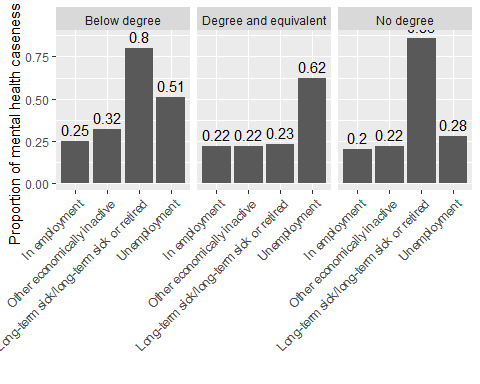 Proportion of mental health caseness
Below degree
Degree and equivalent
No degree
0.75
0.50
0.25
0.00
0.25
0.32
0.8
0.51
0.22
0.22
0.23
0.62
0.2
0.22
0.28
In employment
Other economically inactive
Long-term sick/long-term sick or retired
Unemployment
In employment
Other economically inactive
Long-term sick/long-term sick or retired
Unemployment
In employment
Other economically inactive
Long-term sick/long-term sick or retired
Unemployment